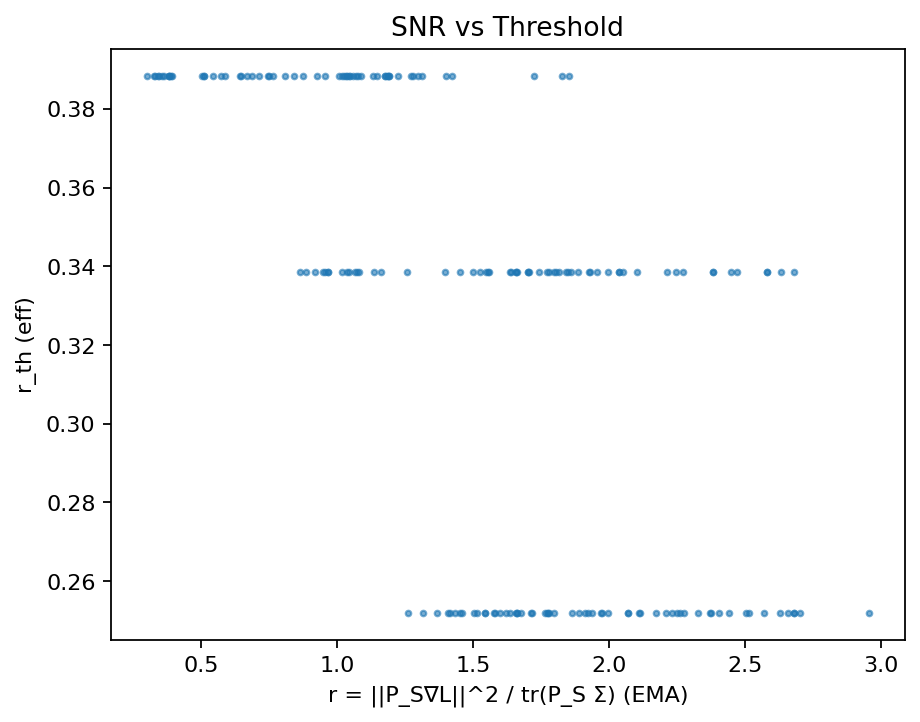 SNR vs Threshold
r_th (eff)
0.38
0.36
0.34
0.32
0.30
0.28
0.26
0.5 1.0 1.5 2.0 2.5 3.0
r = ||P_S∇L||^2 / tr(P_S Σ) (EMA)